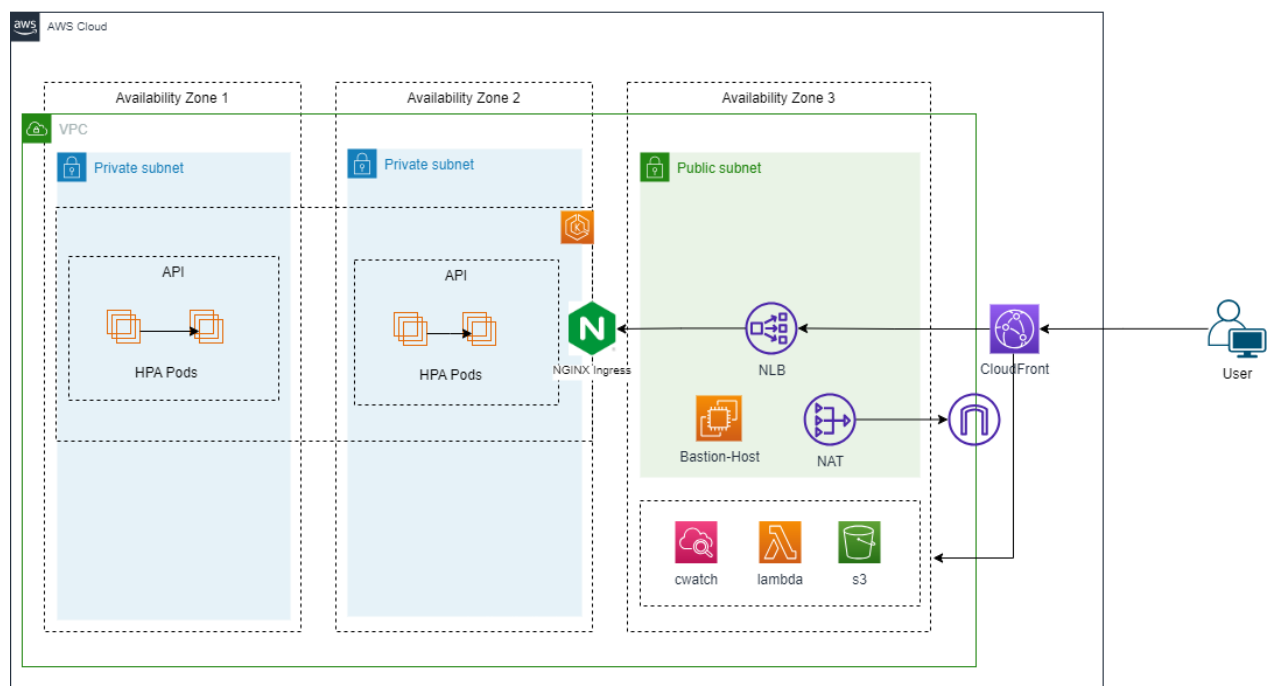 aws
AWS Cloud
Availability Zone 1
Availability Zone 2
Availability Zone 3
VPC
Private subnet
Private subnet
Public subnet
API
API
HPA Pods
HPA Pods
K
N
NGINX Ingress
NLB
CloudFront
User
Bastion-Host
NAT
cwatch
lambda
s3